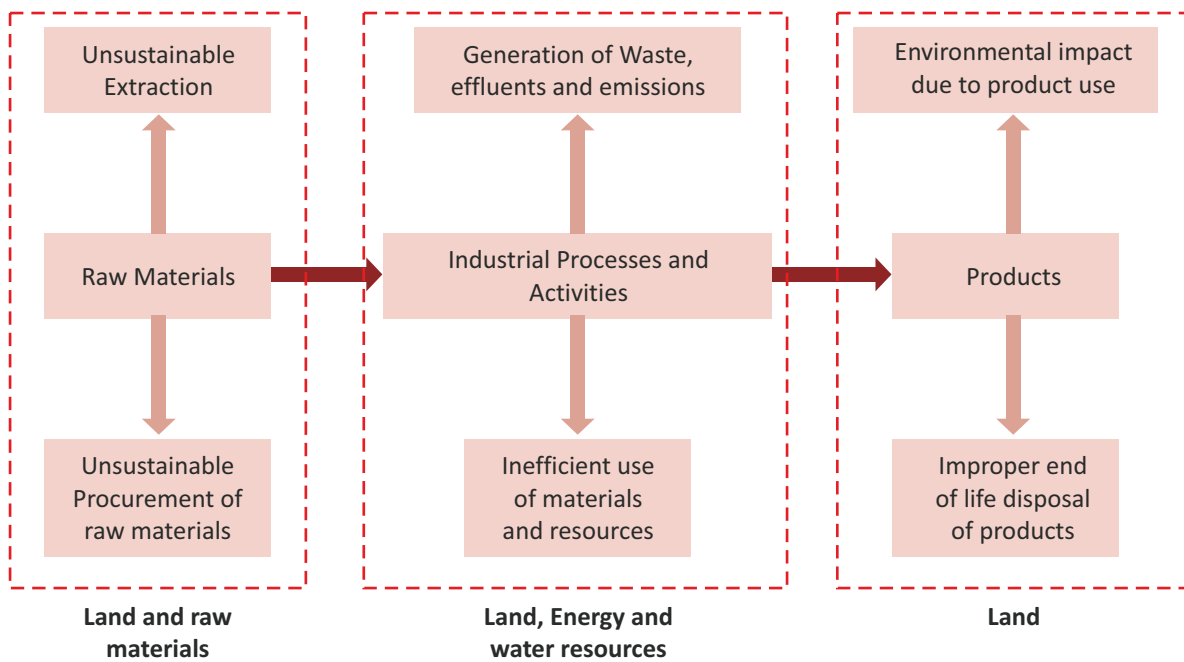 Unsustainable
Extraction
Generation of Waste,
effluents and emissions
Environmental impact
due to product use
Raw Materials
Industrial Processes and
Activities
Products
Unsustainable
Procurement of
raw materials
Inefficient use
of materials
and resources
Improper end
of life disposal
of products
Land and raw
materials
Land, Energy and
water resources
Land